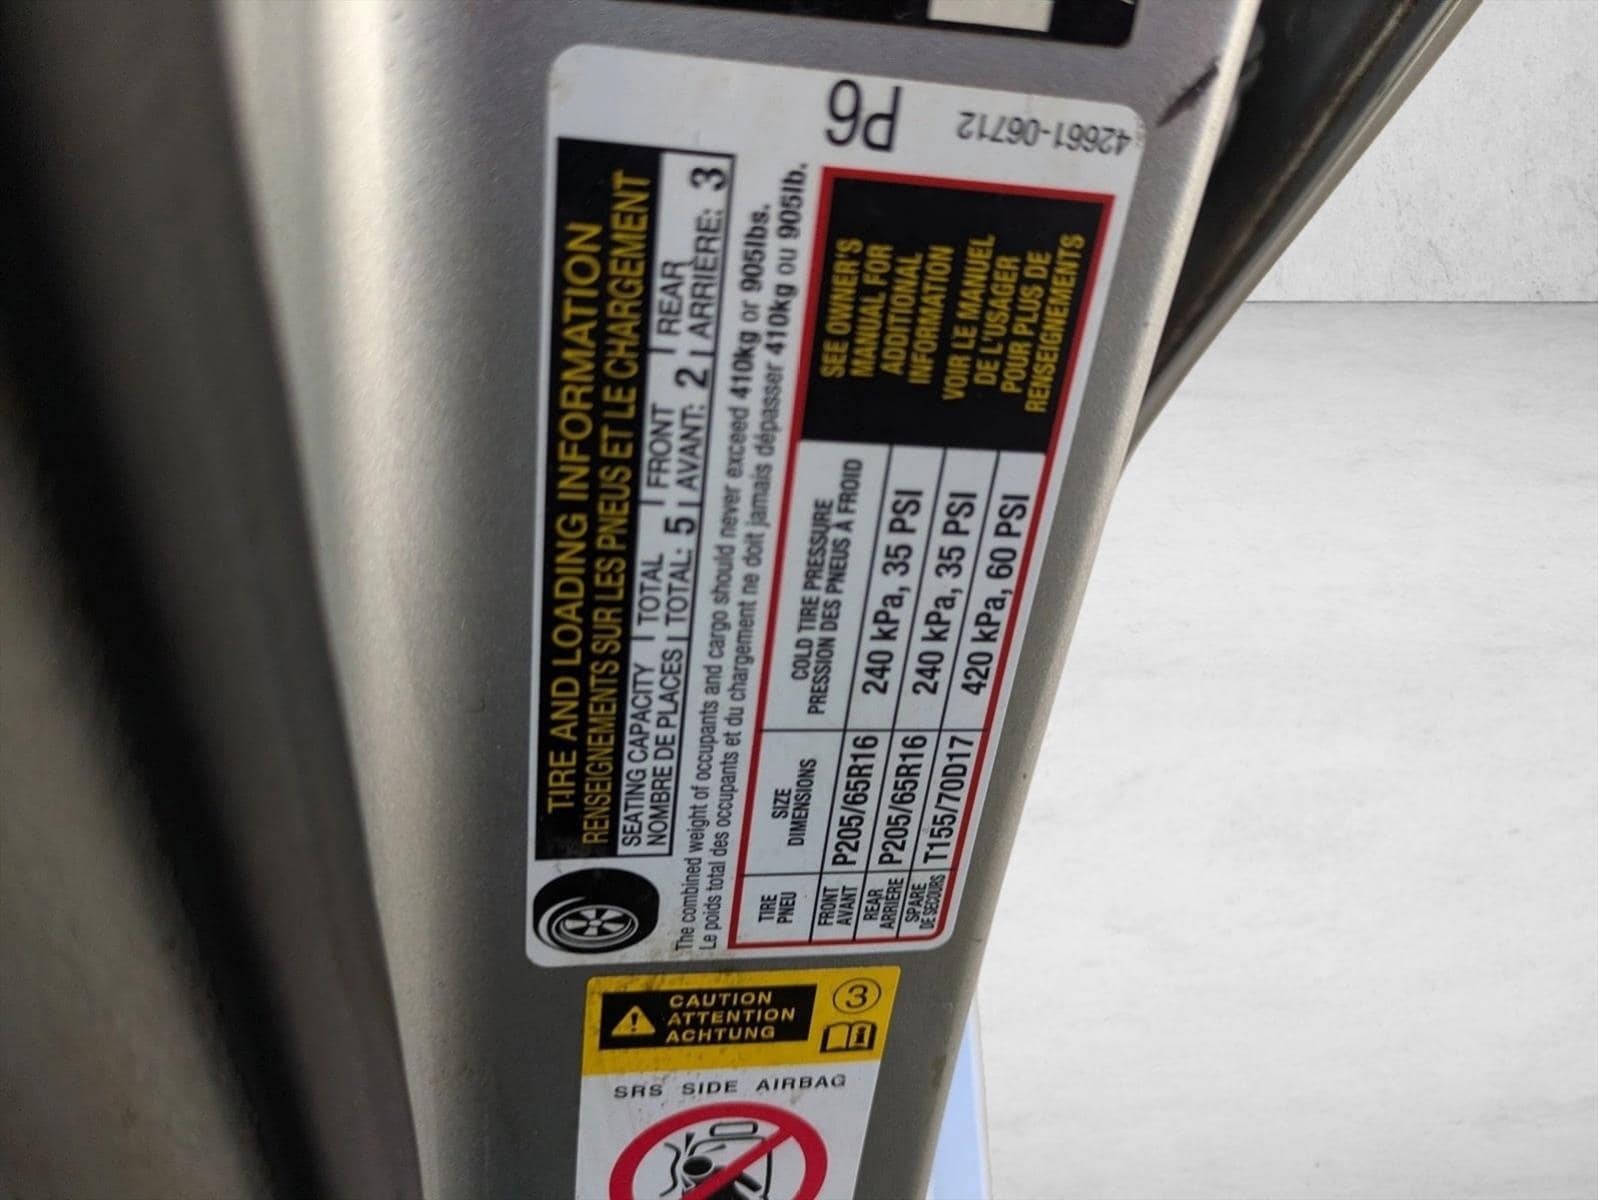 TIRE AND LOADING INFORMATION
RENSEIGNEMENTS SUR LES PNEUS ET LE CHARGEMENT
SEATING CAPACITY TOTAL FRONT REAR
NOMBRE DE PLACES TOTAL: 5 AVANT: 2 ARRIÈRE: 3
The combined weight of occupants and cargo should never exceed 410kg or 905lbs.
Le poids total des occupants et du chargement ne doit jamais dépasser 410kg ou 905lb.
TIRE
PNEU
SIZE
DIMENSIONS
COLD TIRE PRESSURE
PRESSION DES PNEUS À FROID
FRONT
AVANT
P205/65R16
240 kPa, 35 PSI
REAR
ARRIÈRE
P205/65R16
240 kPa, 35 PSI
SPARE
DE SECOURS
T155/70D17
420 kPa, 60 PSI
SEE OWNER'S
MANUAL FOR
ADDITIONAL
INFORMATION
VOIR LE MANUEL
DE L'USAGER
POUR PLUS DE
RENSEIGNEMENTS
P6
42661-06712
CAUTION
ATTENTION
ACHTUNG
3
SRS SIDE AIRBAG